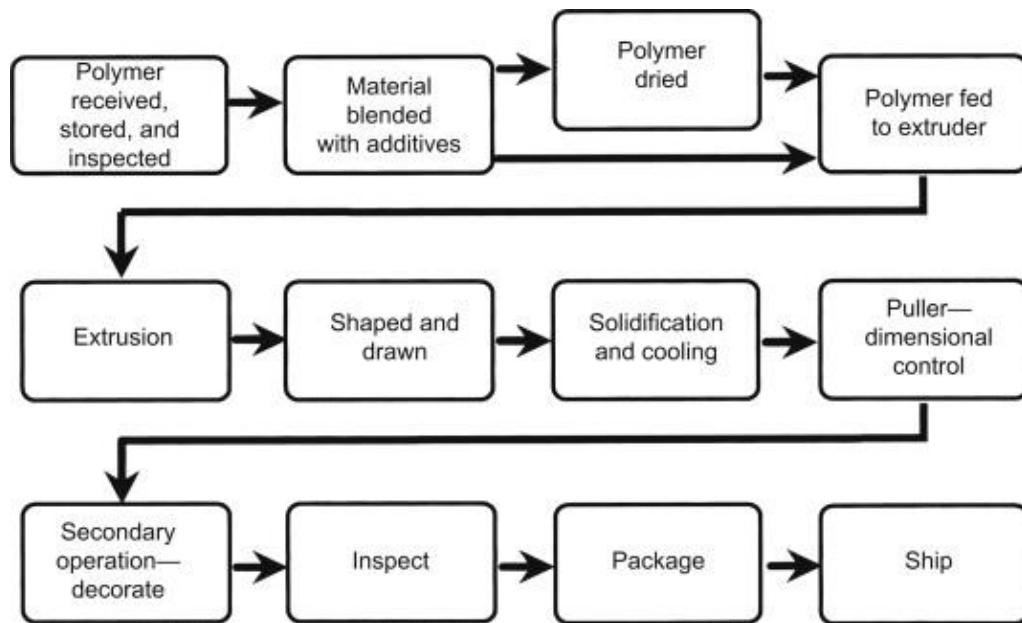 Polymer
received,
stored, and
inspected
Material
blended
with additives
Polymer
dried
Polymer fed
to extruder
Extrusion
Shaped and
drawn
Solidification
and cooling
Puller—
dimensional
control
Secondary
operation—
decorate
Inspect
Package
Ship